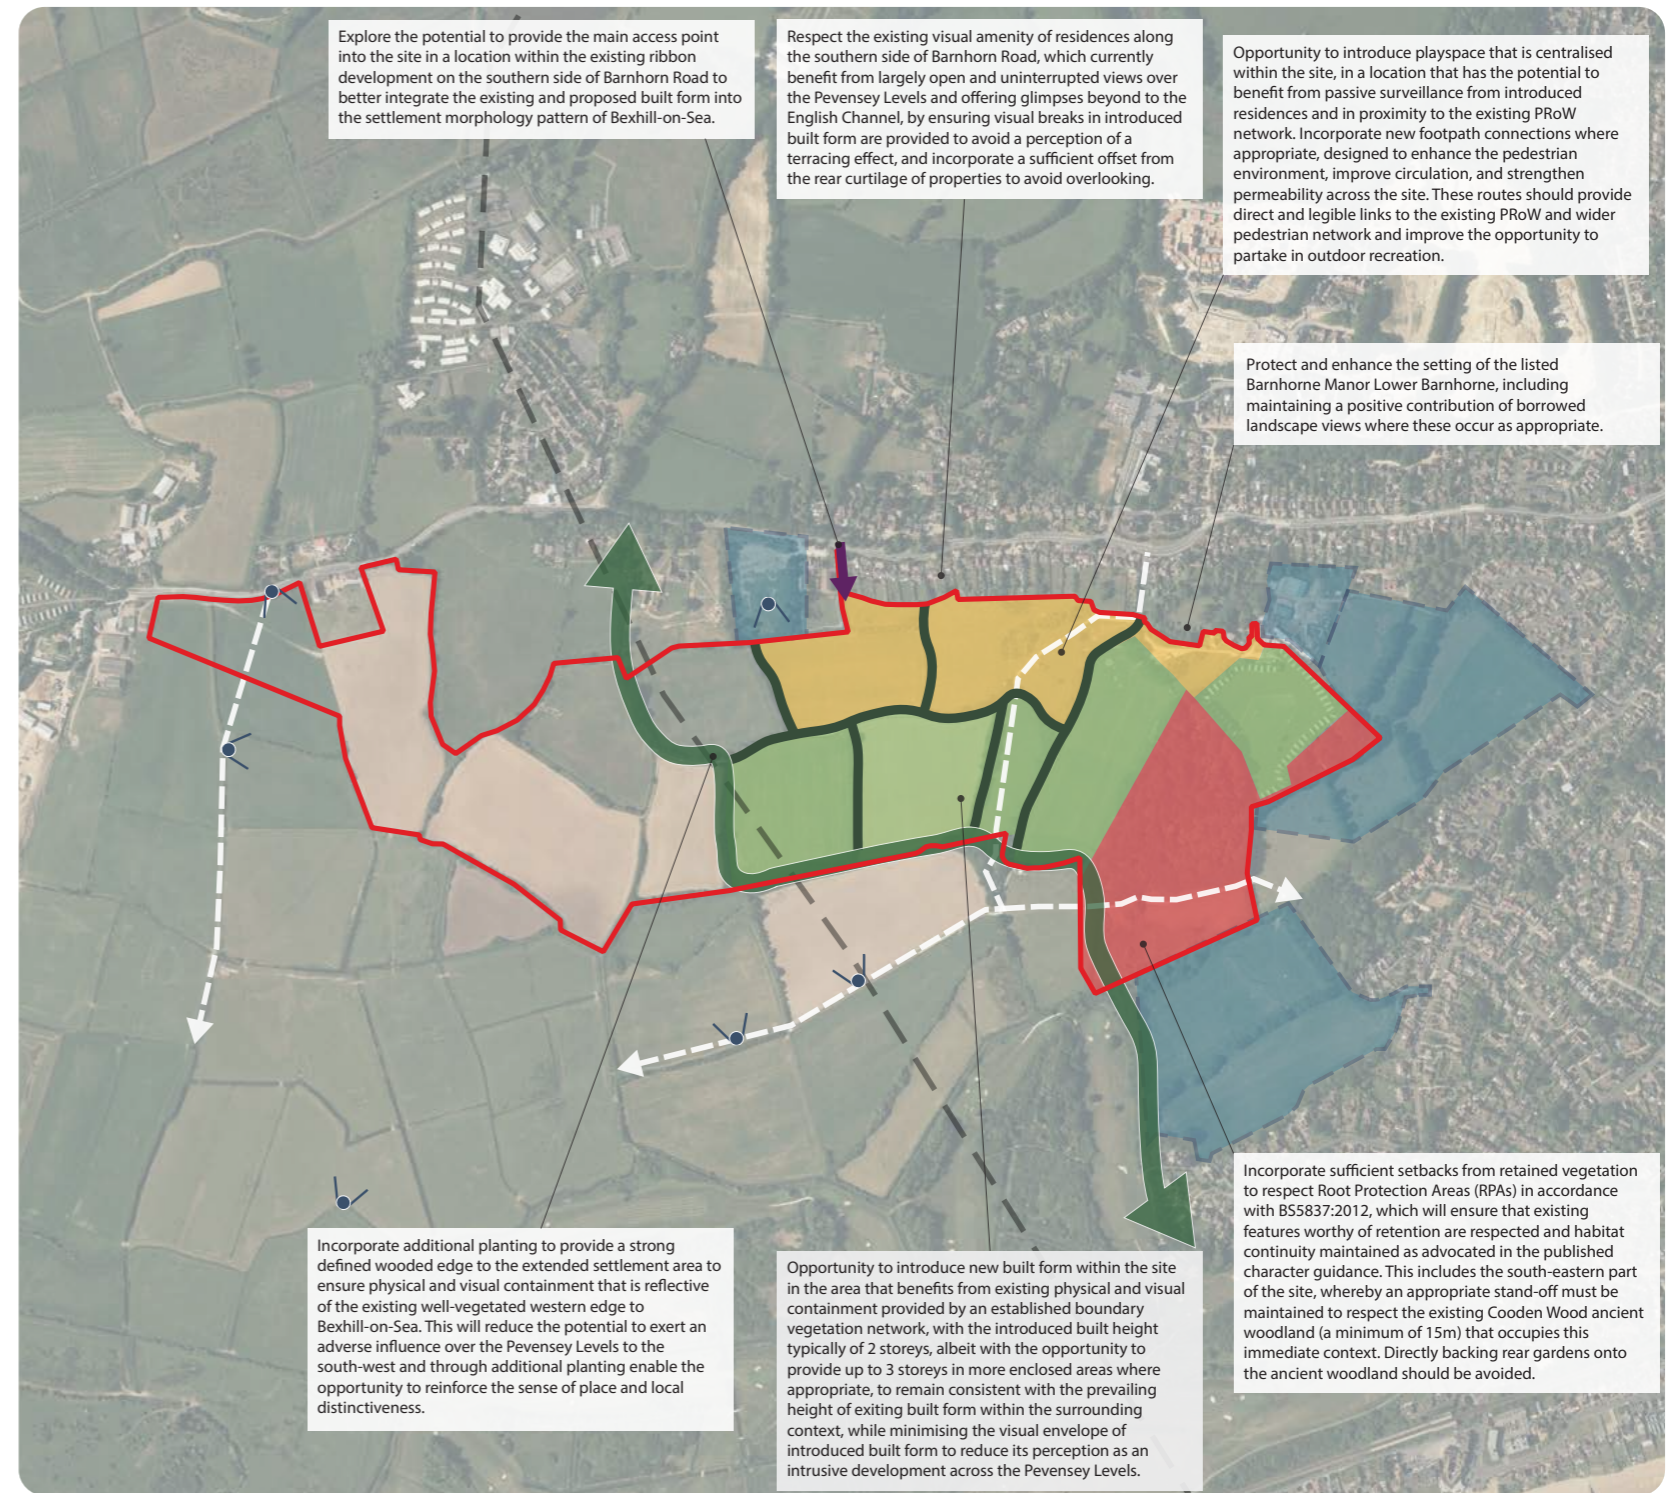 Explore the potential to provide the main access point
into the site in a location within the existing ribbon
development on the southern side of Barnhorn Road to
better integrate the existing and proposed built form into
the settlement morphology pattern of Bexhill-on-Sea.
Respect the existing visual amenity of residences along
the southern side of Barnhorn Road, which currently
benefit from largely open and uninterrupted views over
the Pevensey Levels and offering glimpses beyond to the
English Channel, by ensuring visual breaks in introduced
built form are provided to avoid a perception of a
terracing effect, and incorporate a sufficient offset from
the rear curtilage of properties to avoid overlooking.
Opportunity to introduce playspace that is centralised
within the site, in a location that has the potential to
benefit from passive surveillance from introduced
residences and in proximity to the existing PRoW
network. Incorporate new footpath connections where
appropriate, designed to enhance the pedestrian
environment, improve circulation, and strengthen
permeability across the site. These routes should provide
direct and legible links to the existing PRoW and wider
pedestrian network and improve the opportunity to
partake in outdoor recreation.
Protect and enhance the setting of the listed
Barnhorne Manor Lower Barnhorne, including
maintaining a positive contribution of borrowed
landscape views where these occur as appropriate.
Incorporate additional planting to provide a strong
defined wooded edge to the extended settlement area to
ensure physical and visual containment that is reflective
of the existing well-vegetated western edge to
Bexhill-on-Sea. This will reduce the potential to exert an
adverse influence over the Pevensey Levels to the
south-west and through additional planting enable the
opportunity to reinforce the sense of place and local
distinctiveness.
Opportunity to introduce new built form within the site
in the area that benefits from existing physical and visual
containment provided by an established boundary
vegetation network, with the introduced built height
typically of 2 storeys, albeit with the opportunity to
provide up to 3 storeys in more enclosed areas where
appropriate, to remain consistent with the prevailing
height of exiting built form within the surrounding
context, while minimising the visual envelope of
introduced built form to reduce its perception as an
intrusive development across the Pevensey Levels.
Incorporate sufficient setbacks from retained vegetation
to respect Root Protection Areas (RPAs) in accordance
with BS5837:2012, which will ensure that existing
features worthy of retention are respected and habitat
continuity maintained as advocated in the published
character guidance. This includes the south-eastern part
of the site, whereby an appropriate stand-off must be
maintained to respect the existing Cooden Wood ancient
woodland (a minimum of 15m) that occupies this
immediate context. Directly backing rear gardens onto
the ancient woodland should be avoided.